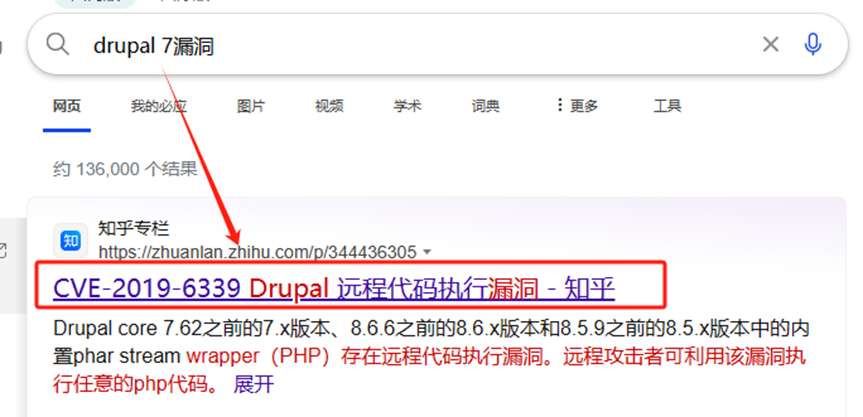 drupal 7漏洞
网页 我的必应 图片 视频 学术 词典 更多 工具
约 136,000 个结果
知 知乎专栏
https://zhuanlan.zhihu.com/p/344436305
CVE-2019-6339 Drupal 远程代码执行漏洞 - 知乎
Drupal core 7.62之前的7.x版本、8.6.6之前的8.6.x版本和8.5.9之前的8.5.x版本中的内
置phar stream wrapper（PHP）存在远程代码执行漏洞。远程攻击者可利用该漏洞执
行任意的php代码。 展开